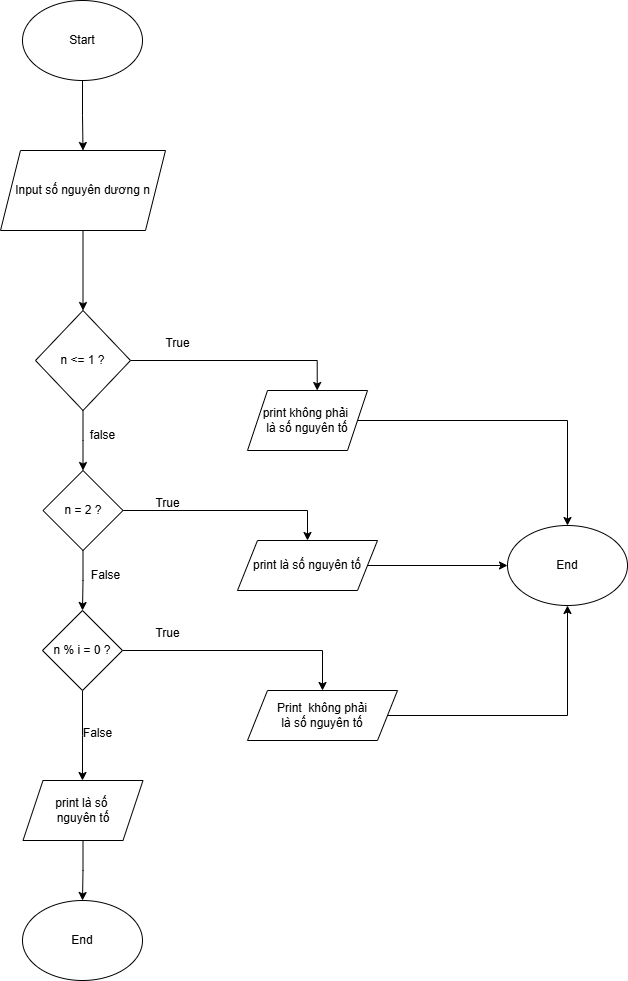 Start
Input số nguyên dương n
n <= 1 ?
True
print không phải
là số nguyên tố
false
n = 2 ?
True
print là số nguyên tố
End
False
n % i = 0 ?
True
Print không phải
là số nguyên tố
False
print là số
nguyên tố
End